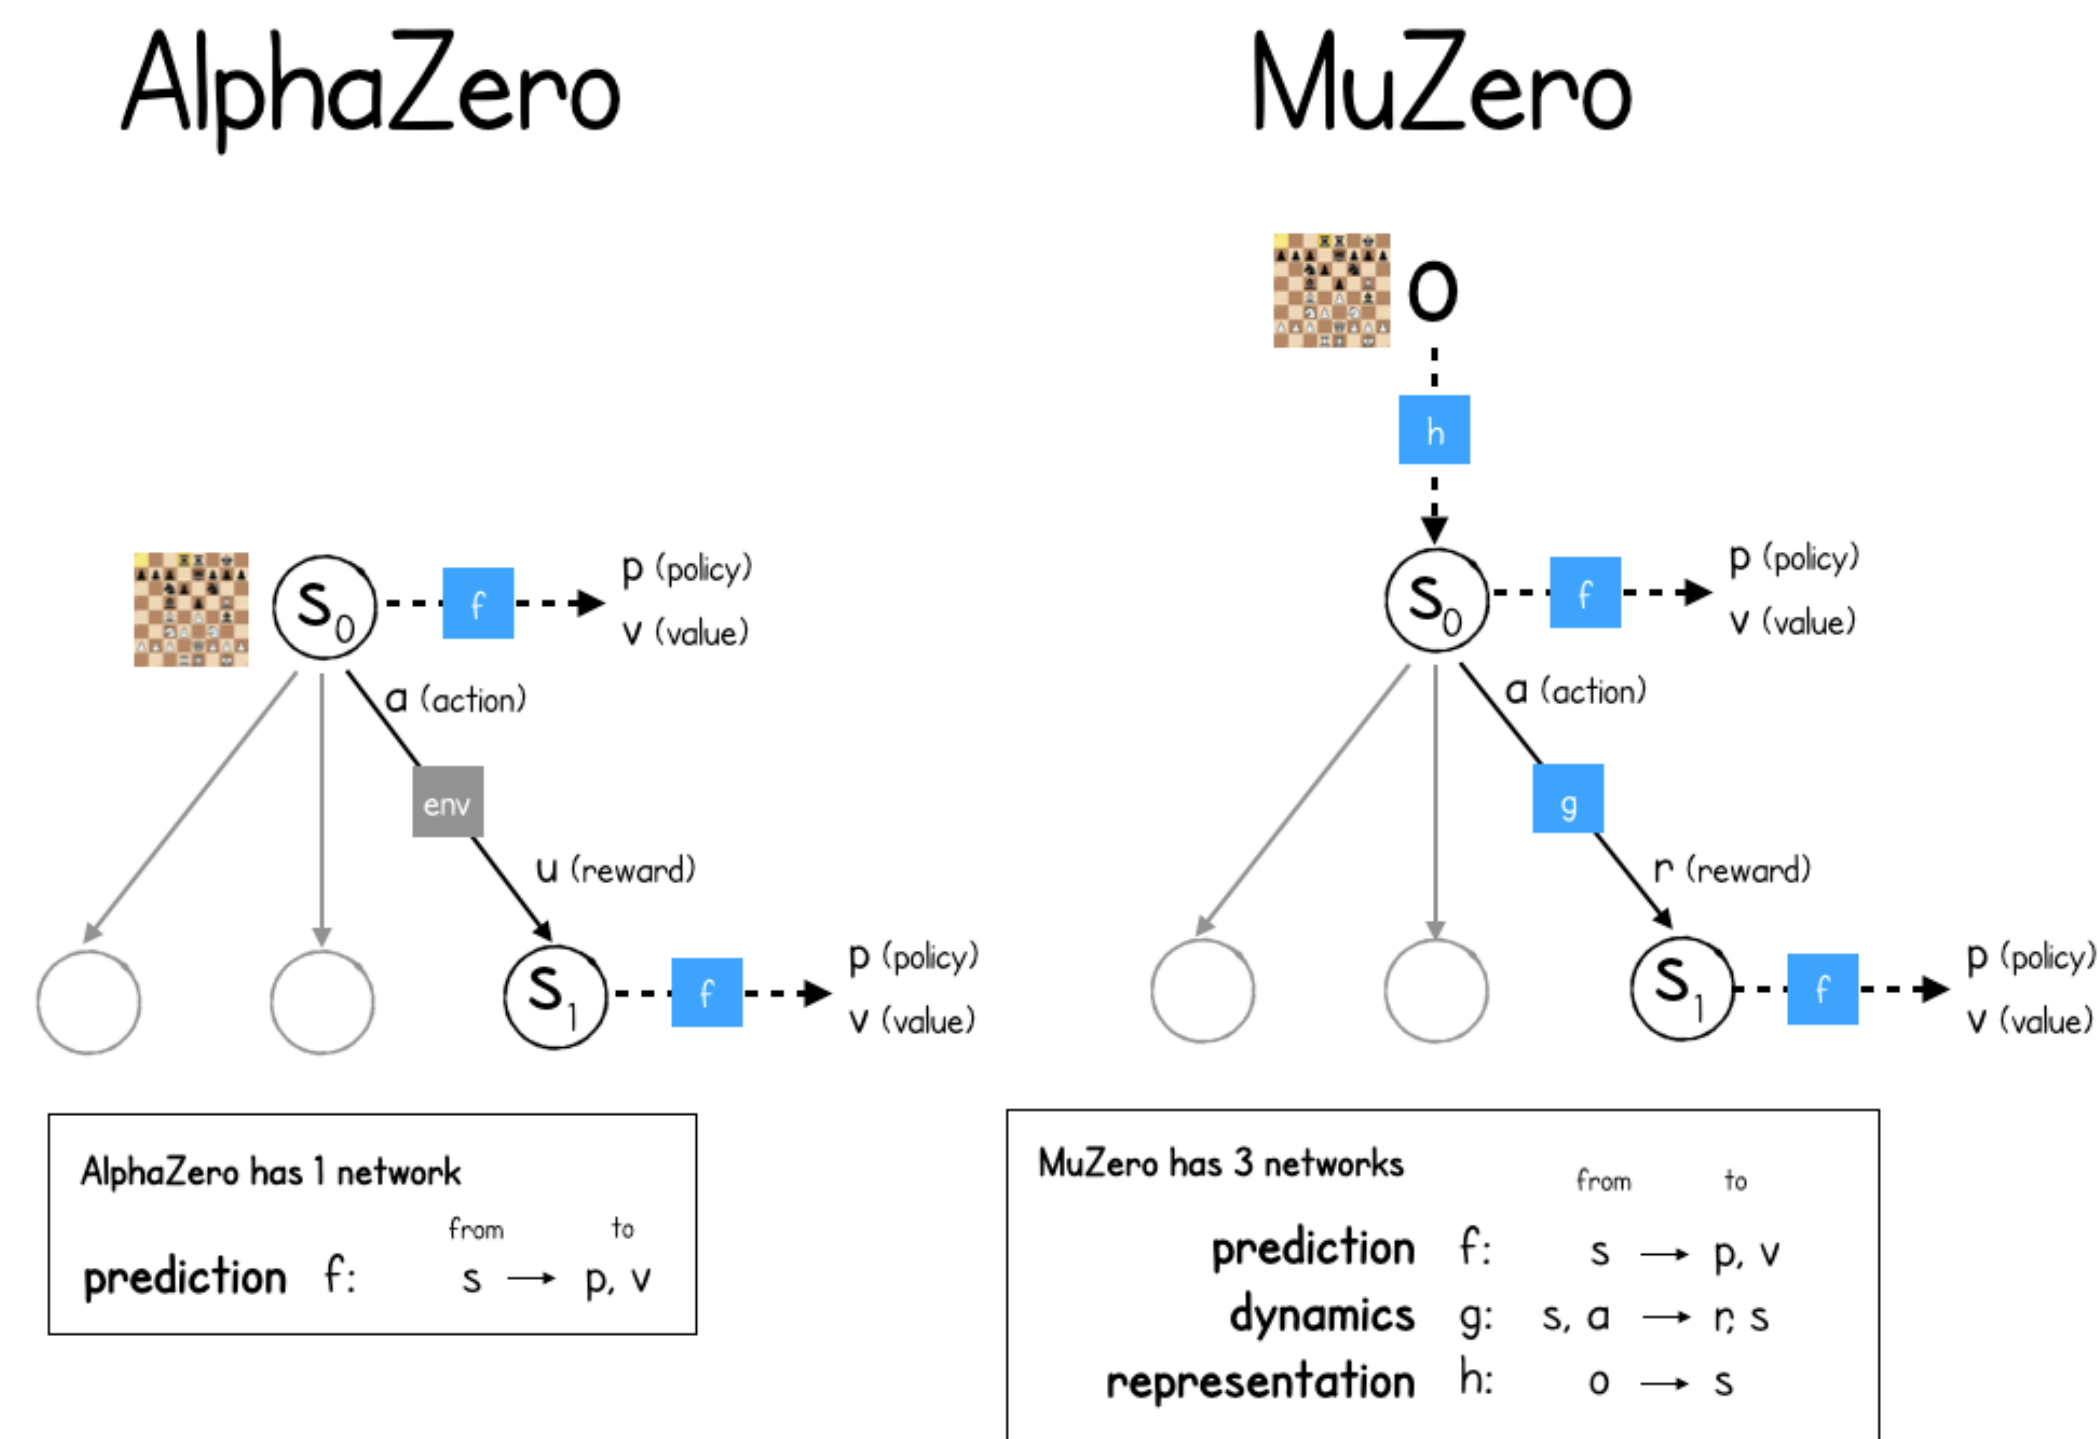 AlphaZero
S0
f
p (policy)
v (value)
a (action)
env
u (reward)
S1
f
p (policy)
v (value)
AlphaZero has 1 network
from to
prediction f: s → p, v
MuZero
o
h
S0
f
p (policy)
v (value)
a (action)
g
r (reward)
S1
f
p (policy)
v (value)
MuZero has 3 networks
from to
prediction f: s → p, v
dynamics g: s, a → r, s
representation h: o → s